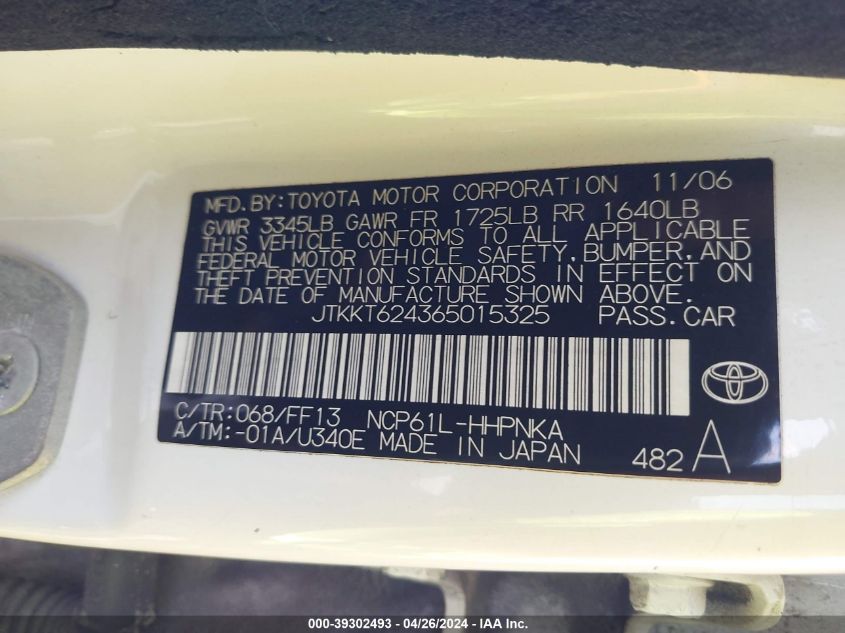 MFD.BY:TOYOTA MOTOR CORPORATION 11/06
GVWR 3345LB GAWR FR 1725LB RR 1640LB
THIS VEHICLE CONFORMS TO ALL APPLICABLE
FEDERAL MOTOR VEHICLE SAFETY,BUMPER,AND
THEFT PREVENTION STANDARDS IN EFFECT ON
THE DATE OF MANUFACTURE SHOWN ABOVE.
JTKKT624365015325 PASS.CAR
C/TR:068/FF13 NCP61L-HHPNKA
A/TM:-01A/U340E MADE IN JAPAN 482 A
000-39302493 - 04/26/2024 - IAA Inc.